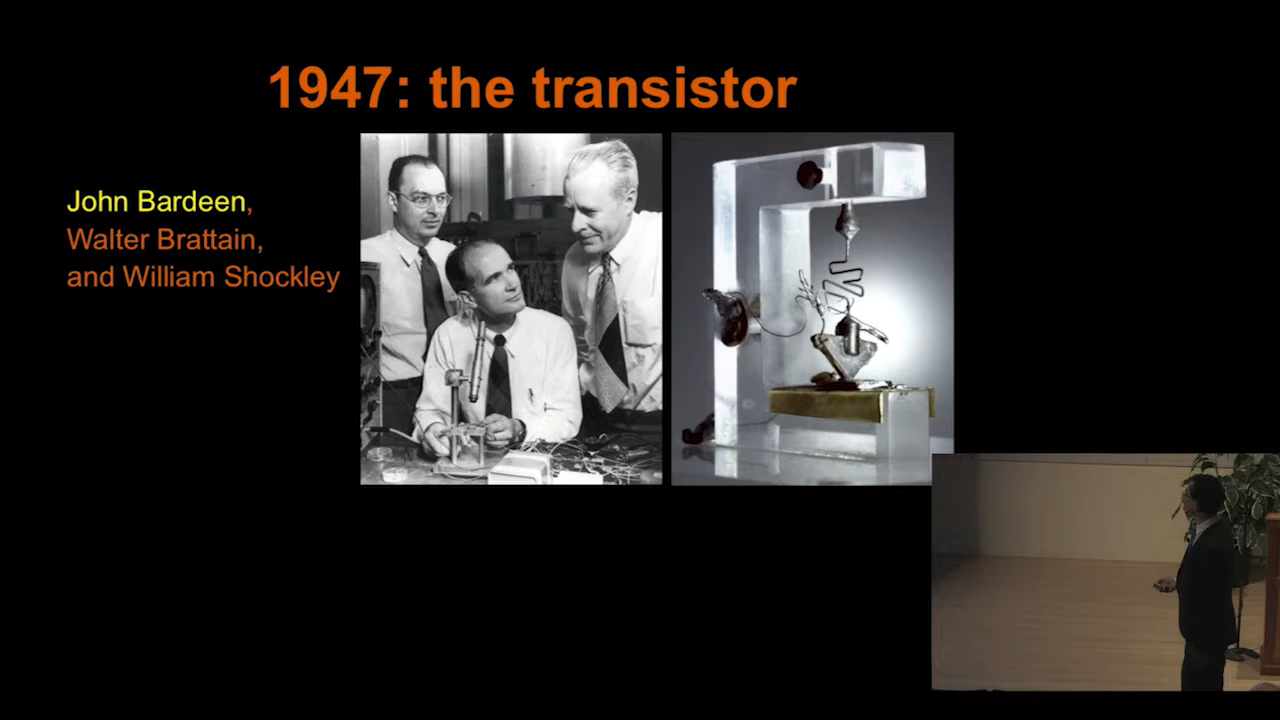 1947: the transistor
John Bardeen,
Walter Brattain,
and William Shockley